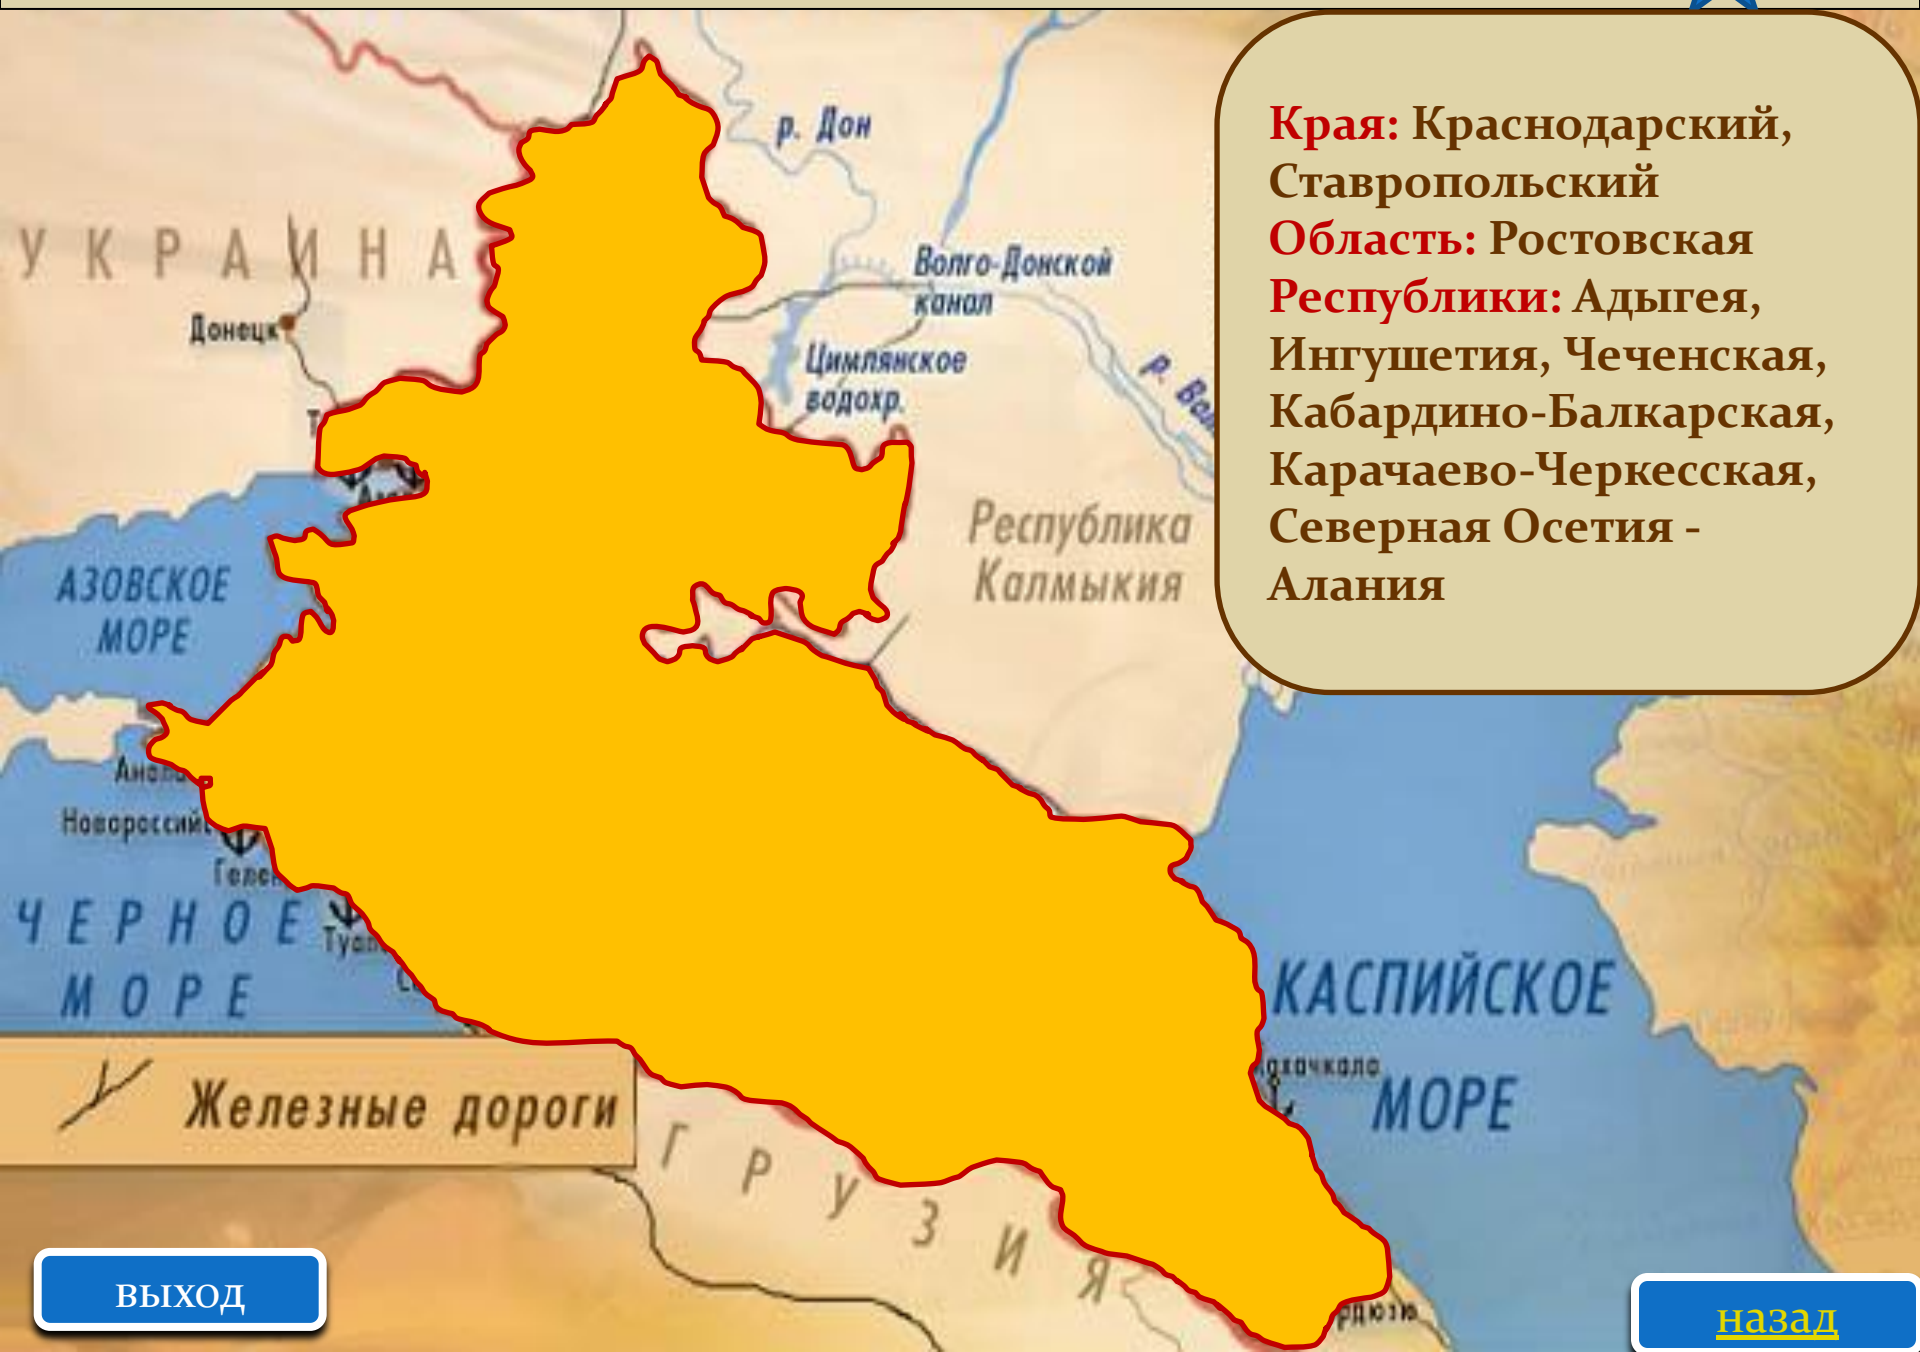 Края: Краснодарский,
Ставропольский
Область: Ростовская
Республики: Адыгея,
Ингушетия, Чеченская,
Кабардино-Балкарская,
Карачаево-Черкесская,
Северная Осетия -
Алания
р. Дон
УКРАИНА
Волго-Донской
канал
Донецк
Цимлянское
водохр.
р.
Республика
Калмыкия
АЗОВСКОЕ
МОРЕ
ЧЕРНОЕ
МОРЕ
КАСПИЙСКОЕ
МОРЕ
Железные дороги
ГРУЗИЯ
выход
назад